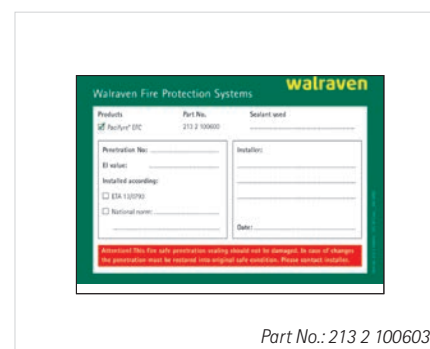 walraven
Walraven Fire Protection Systems
Products Part No. Sealant used
Pacifyre® EFC 213 2 100600
Penetration No:
EI value:
Installed according:
ETA 13/0793
National norm:
Installer:
Date:
Attention! This fire safe penetration sealing should not be damaged. In case of changes
the penetration must be restored into original safe condition. Please contact installer.
Part No.: 213 2 100603